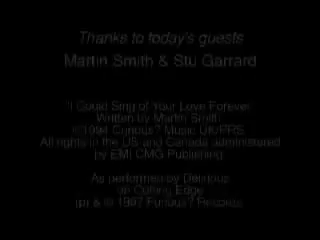 Thanks to today's guests
Martin Smith & Stu Garrard
"I Could Sing of Your Love Forever
Written by Martin Smith
©1994 Curious? Music UK/PRS
All rights in the US and Canada administered
by EMI CMG Publishing
As performed by Delirious
on Cutting Edge
(p) & © 1997 Furious? Records